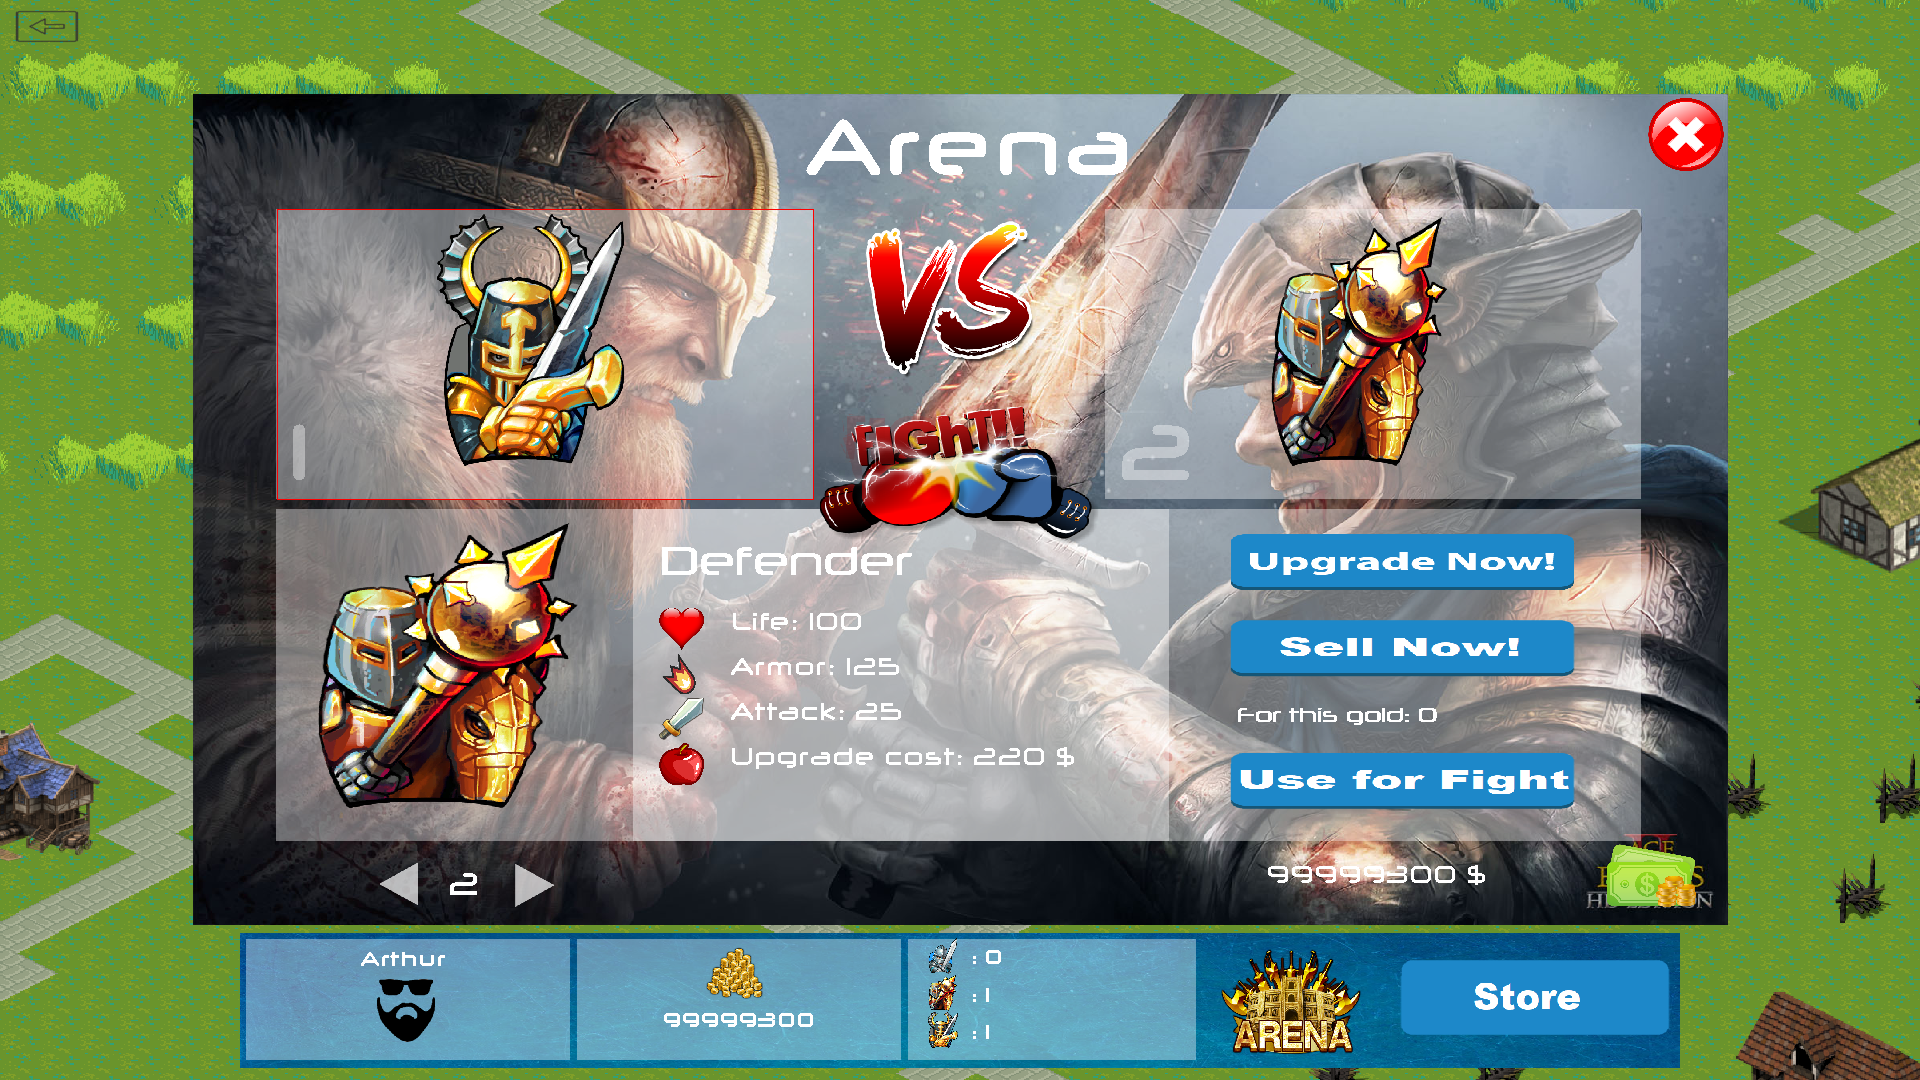 Arena
VS
1
FIGhT!!!
2
Defender
Life: 100
Armor: 125
Attack: 25
Upgrade cost: 220 $
1
Upgrade Now!
Sell Now!
For this gold: 0
Use for Fight
2
99999300 $
Arthur
99999300
: 0
: 1
: 1
ARENA
Store